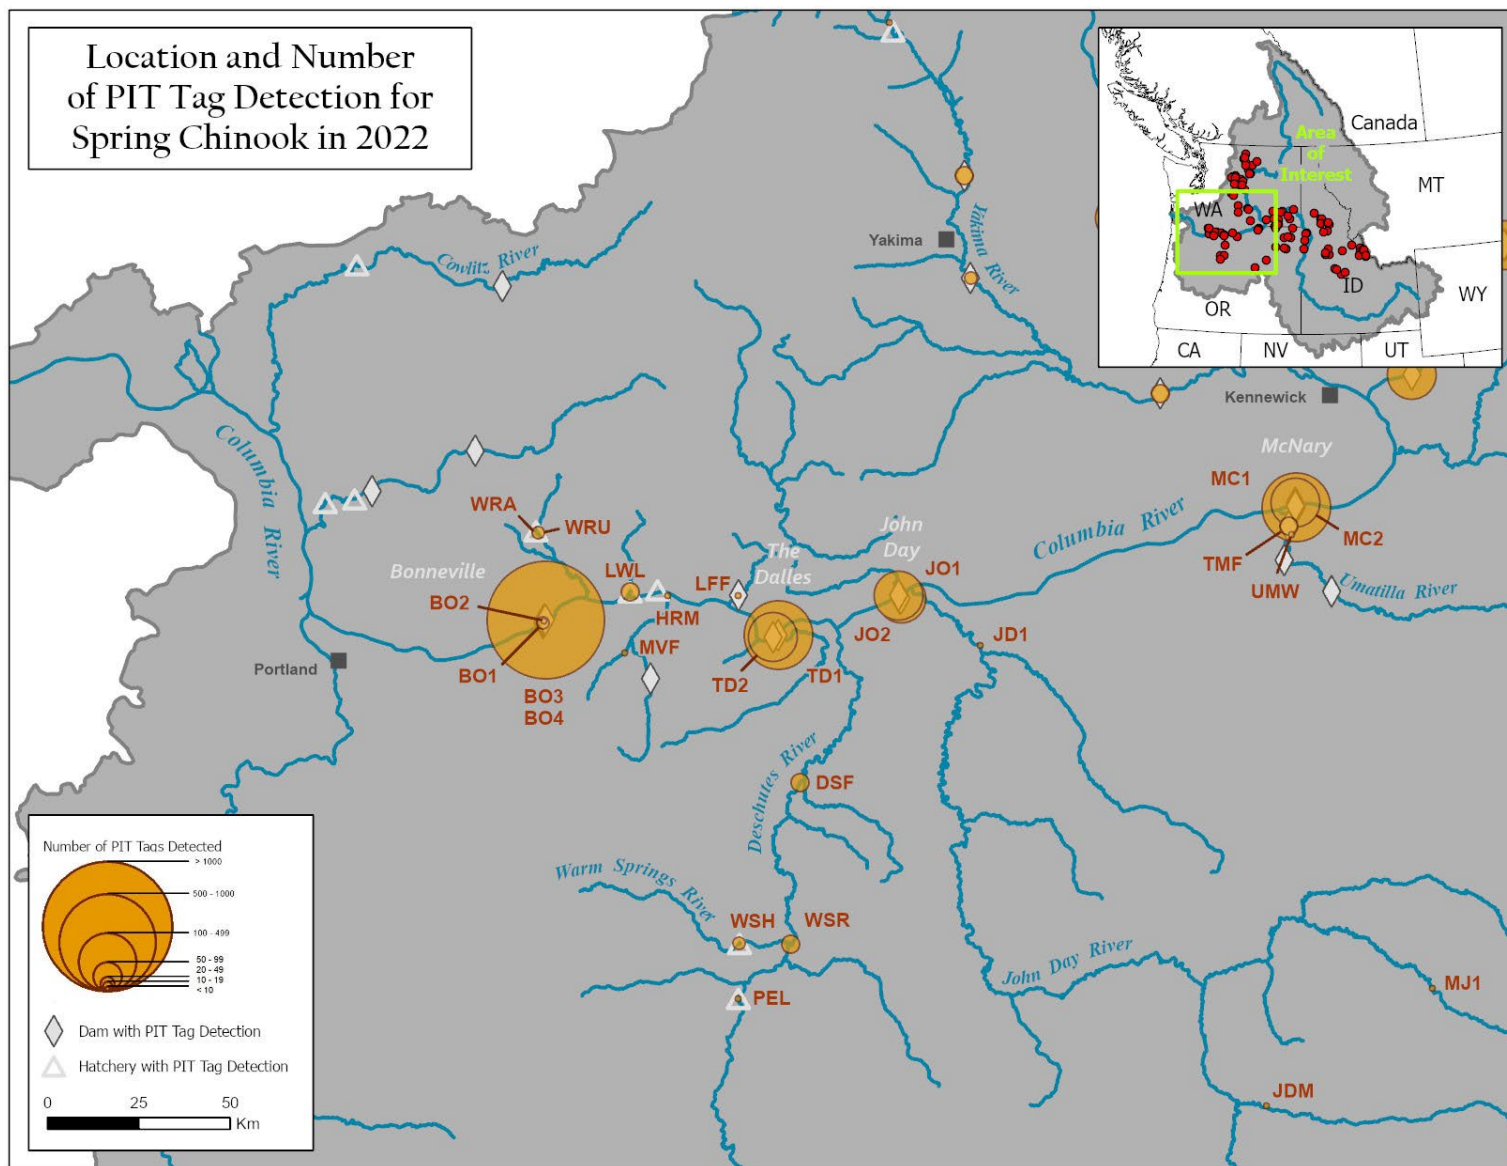 Location and Number
of PIT Tag Detection for
Spring Chinook in 2022
Canada
Area
of
Interest
MT
WA
ID
WY
OR
CA
NV
UT
Cowlitz River
Yakima
Yakima River
Kennewick
McNary
MC1
MC2
TMF
UMW
Umatilla River
Columbia River
Columbia River
WRA
WRU
Bonneville
BO2
BO1
BO3
BO4
LWL
HRM
MVF
LFF
The
Dalles
TD2
TD1
John
Day
JO1
JO2
JD1
Portland
DSF
Deschutes River
Warm Springs River
WSH
WSR
PEL
John Day River
MJ1
JDM
Number of PIT Tags Detected
> 1000
500 - 1000
100 - 499
50 - 99
20 - 49
10 - 19
< 10
Dam with PIT Tag Detection
Hatchery with PIT Tag Detection
0 25 50
Km